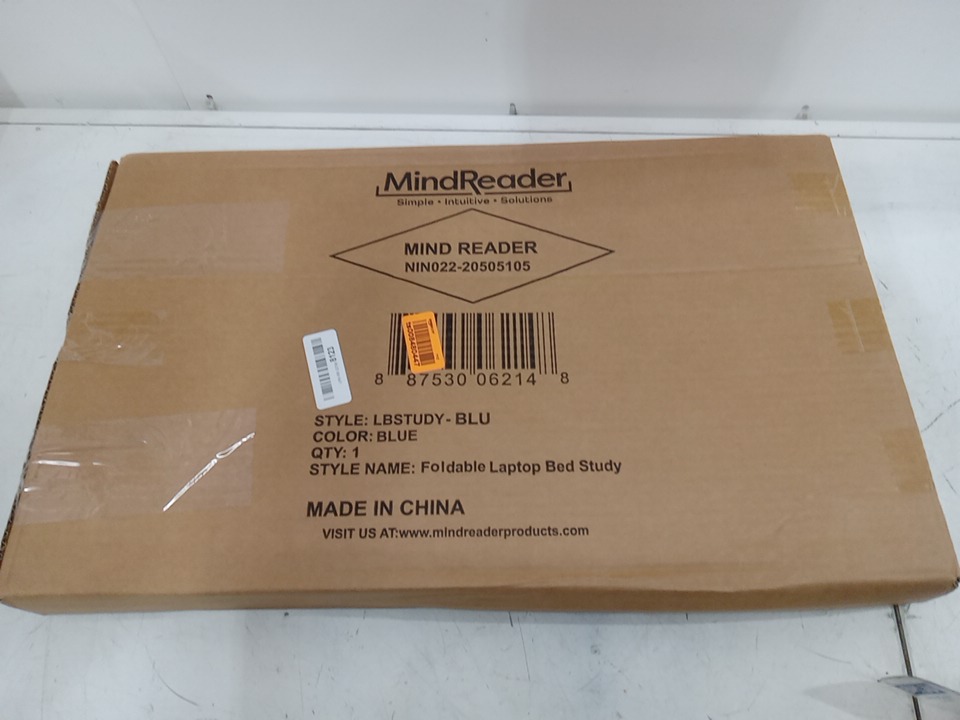 MindReader
Simple • Intuitive • Solutions
MIND READER
NIN022-20505105
8 87530 06214 8
STYLE: LBSTUDY-BLU
COLOR: BLUE
QTY: 1
STYLE NAME: Foldable Laptop Bed Study
MADE IN CHINA
VISIT US AT:www.mindreaderproducts.com